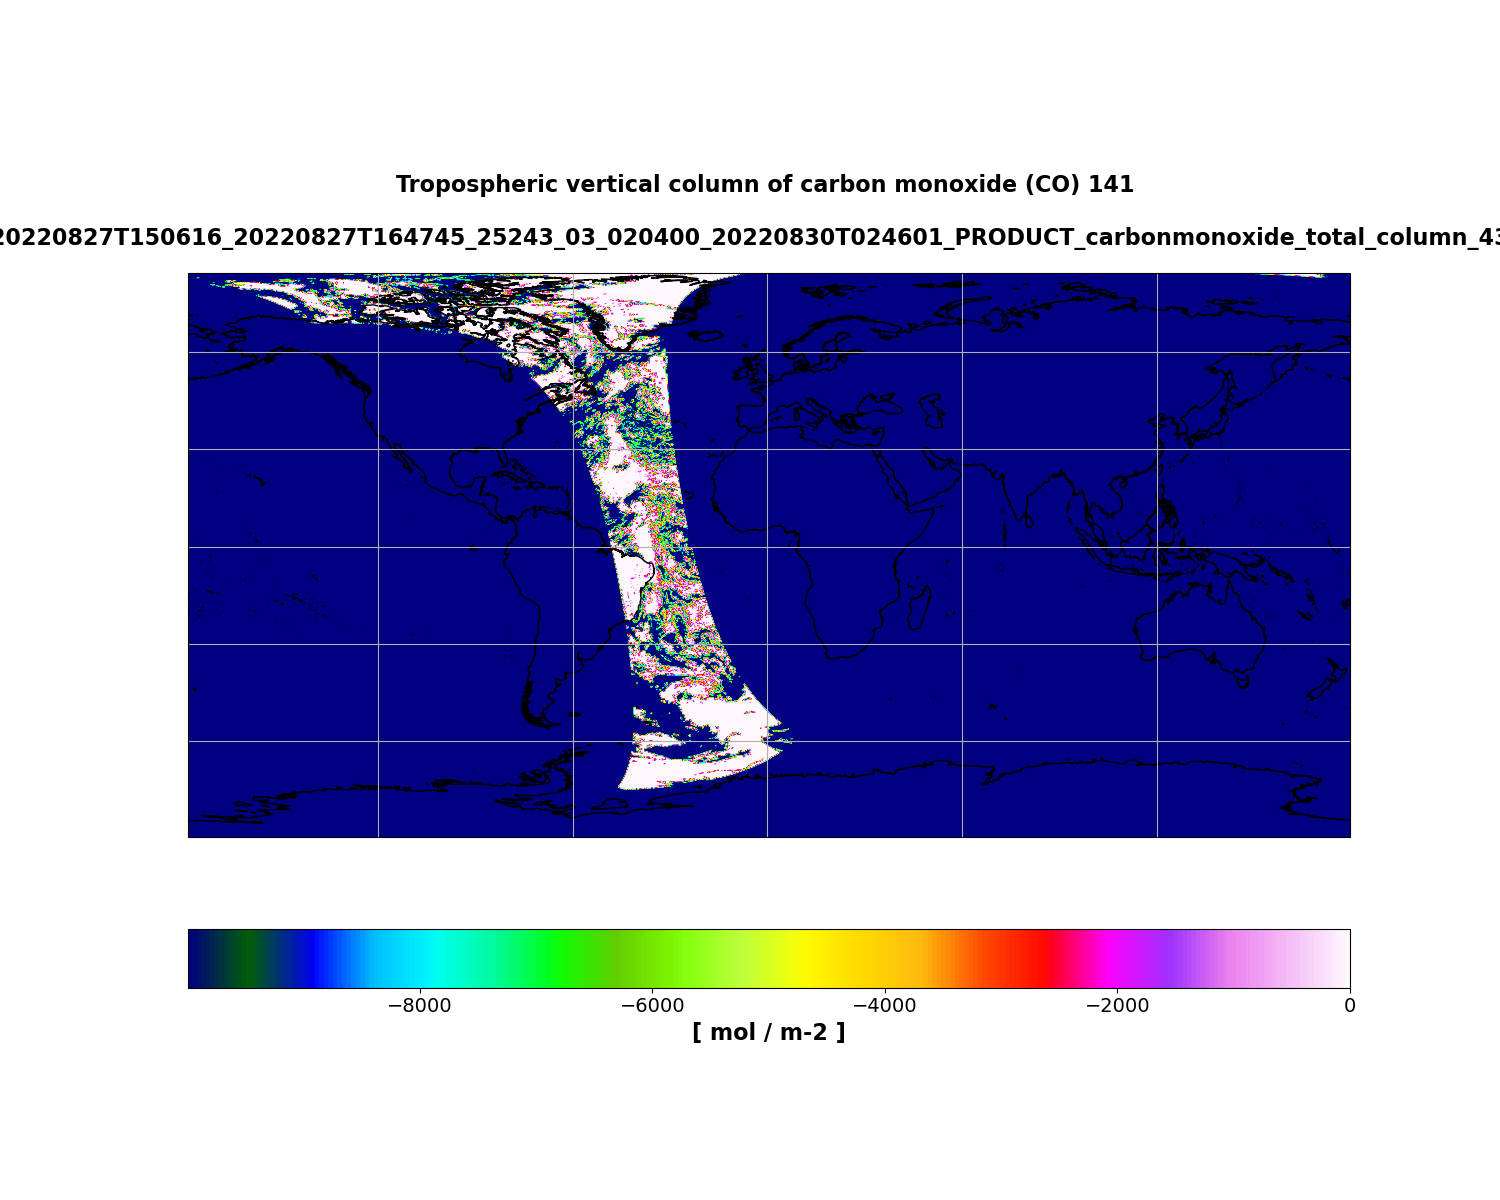 Tropospheric vertical column of carbon monoxide (CO) 141
20220827T150616_20220827T164745_25243_03_020400_20220830T024601_PRODUCT_carbonmonoxide_total_column_43
−8000 −6000 −4000 −2000 0
[ mol / m-2 ]